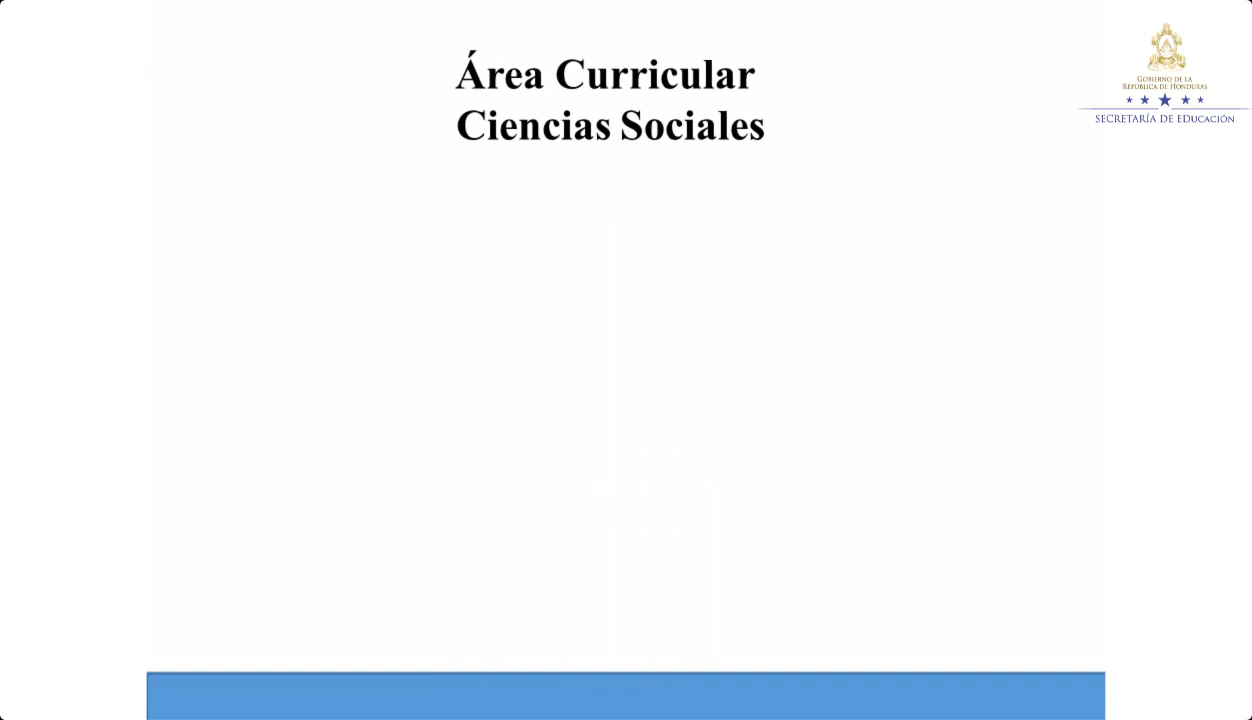 Área Curricular
Ciencias Sociales
GOBIERNO DE LA
REPÚBLICA DE HONDURAS
SECRETARÍA DE EDUCACIÓN